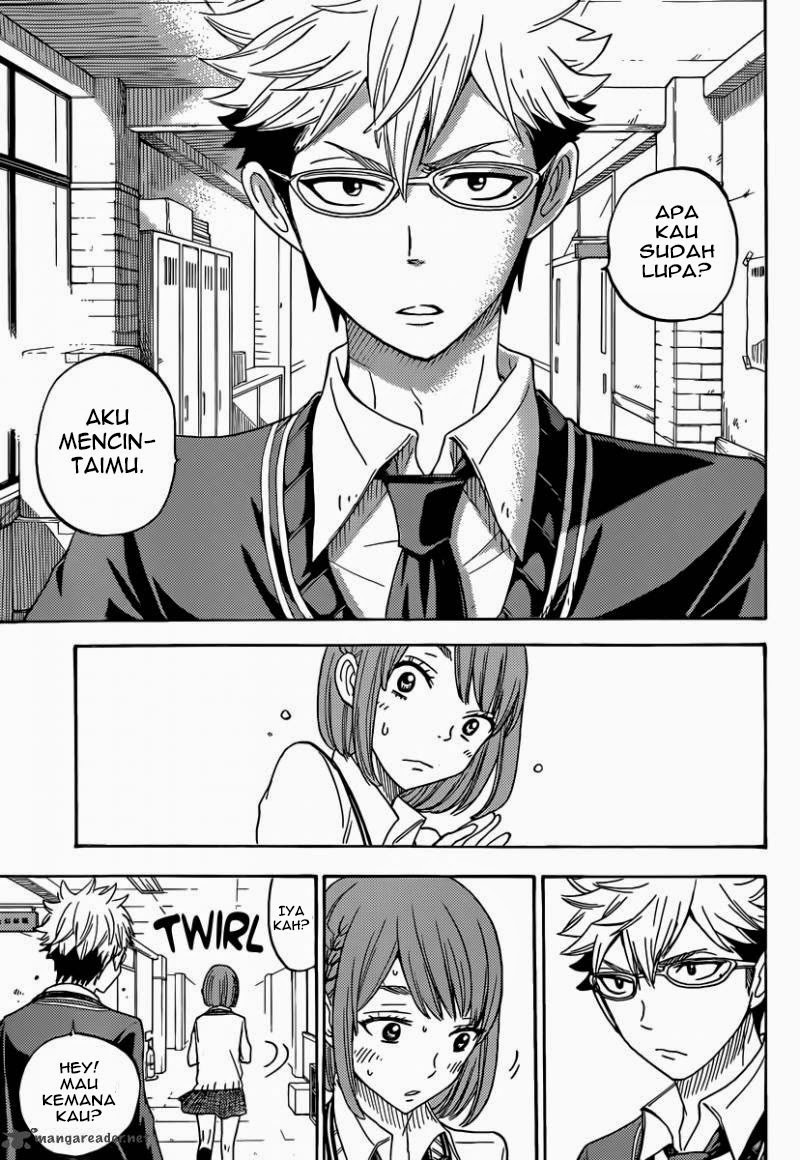 APA
KAU
SUDAH
LUPA?
AKU
MENCIN-
TAIMU.
IYA
KAH?
TWIRL
HEY!
MAU
KEMANA
KAU?
mangareader.net